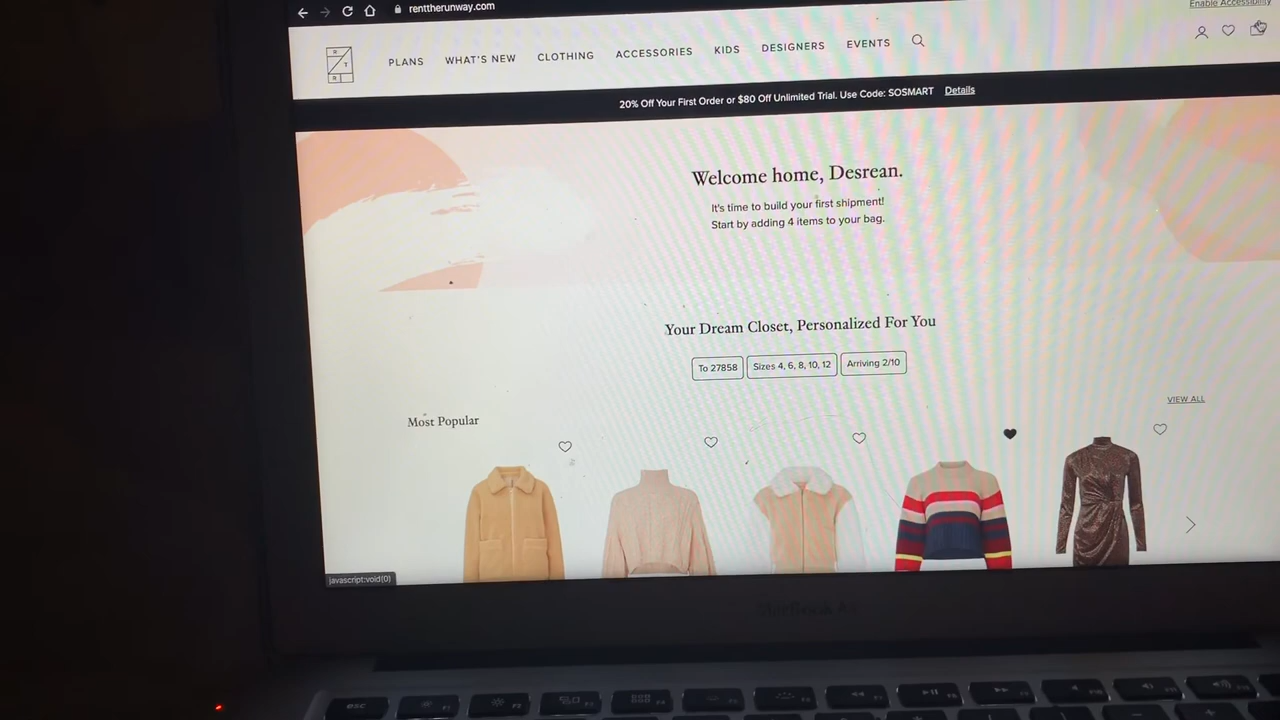 renttherunway.com
Enable Accessibility
R
T
R
PLANS
WHAT'S NEW
CLOTHING
ACCESSORIES
KIDS
DESIGNERS
EVENTS
20% Off Your First Order or $80 Off Unlimited Trial. Use Code: SOSMART Details
Welcome home, Desrean.
It's time to build your first shipment!
Start by adding 4 items to your bag.
Your Dream Closet, Personalized For You
To 27858
Sizes 4, 6, 8, 10, 12
Arriving 2/10
VIEW ALL
Most Popular
javascript:void(0)
MacBook Air
esc